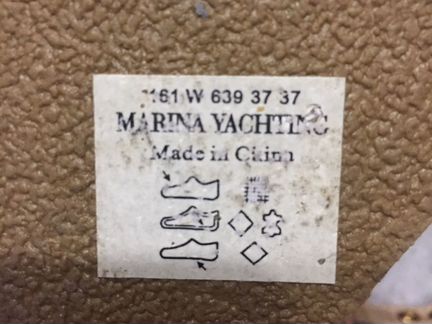 161 W 639 37 37
MARINA YACHTING
Made in China